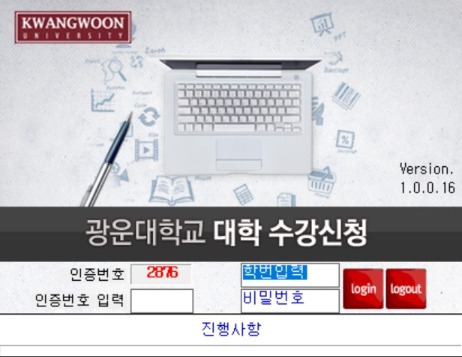 KWANGWOON
UNIVERSITY
Version.
1.0.0.16
광운대학교 대학 수강신청
인증번호 2876 학번입력
인증번호 입력 비밀번호 login logout
진행사항